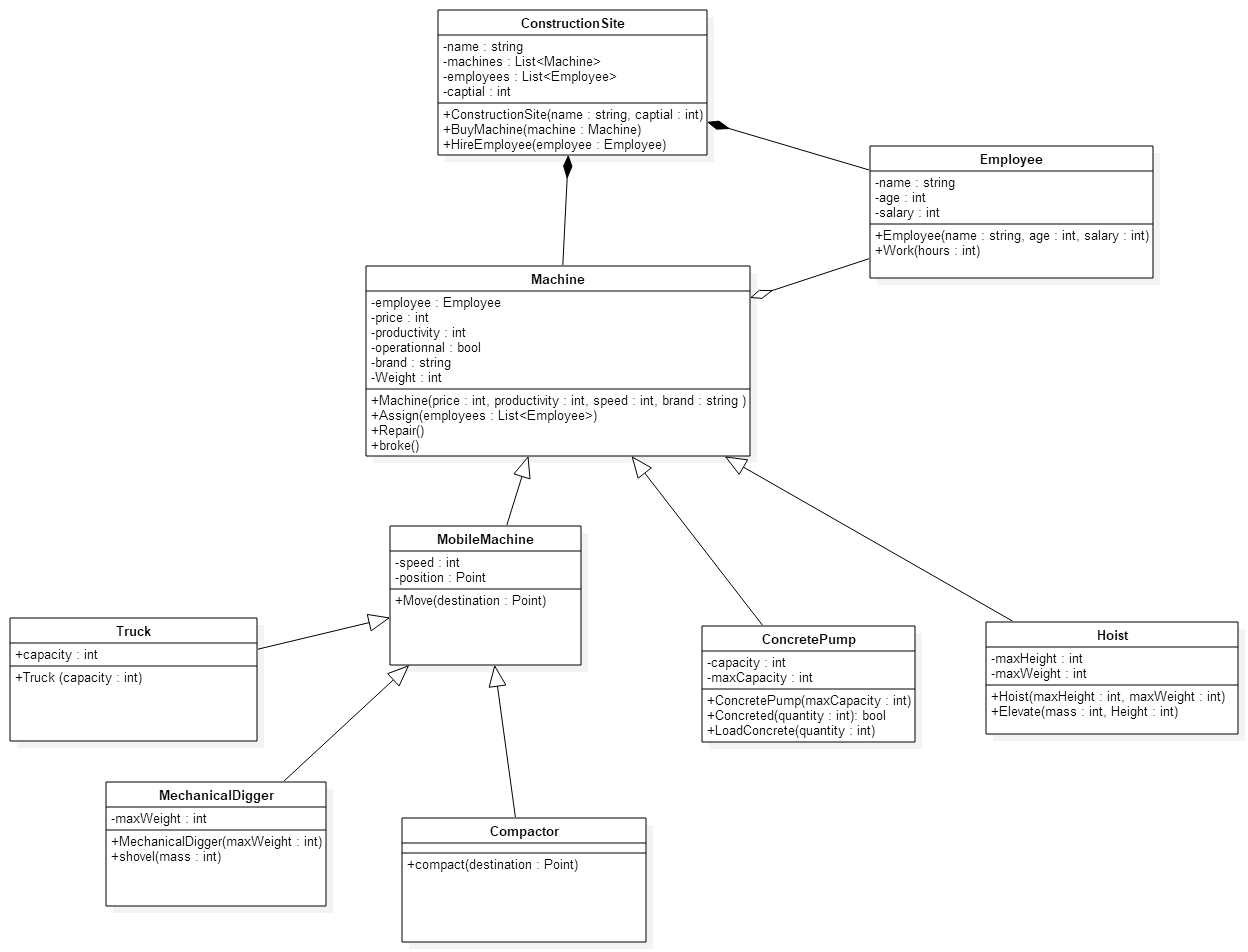 ConstructionSite
-name : string
-machines : List<Machine>
-employees : List<Employee>
-captial : int
+ConstructionSite(name : string, captial : int)
+BuyMachine(machine : Machine)
+HireEmployee(employee : Employee)
Employee
-name : string
-age : int
-salary : int
+Employee(name : string, age : int, salary : int)
+Work(hours : int)
Machine
-employee : Employee
-price : int
-productivity : int
-operationnal : bool
-brand : string
-Weight : int
+Machine(price : int, productivity : int, speed : int, brand : string )
+Assign(employees : List<Employee>)
+Repair()
+broke()
MobileMachine
-speed : int
-position : Point
+Move(destination : Point)
Truck
+capacity : int
+Truck (capacity : int)
ConcretePump
-capacity : int
-maxCapacity : int
+ConcretePump(maxCapacity : int)
+Concreted(quantity : int): bool
+LoadConcrete(quantity : int)
Hoist
-maxHeight : int
-maxWeight : int
+Hoist(maxHeight : int, maxWeight : int)
+Elevate(mass : int, Height : int)
MechanicalDigger
-maxWeight : int
+MechanicalDigger(maxWeight : int)
+shovel(mass : int)
Compactor
+compact(destination : Point)